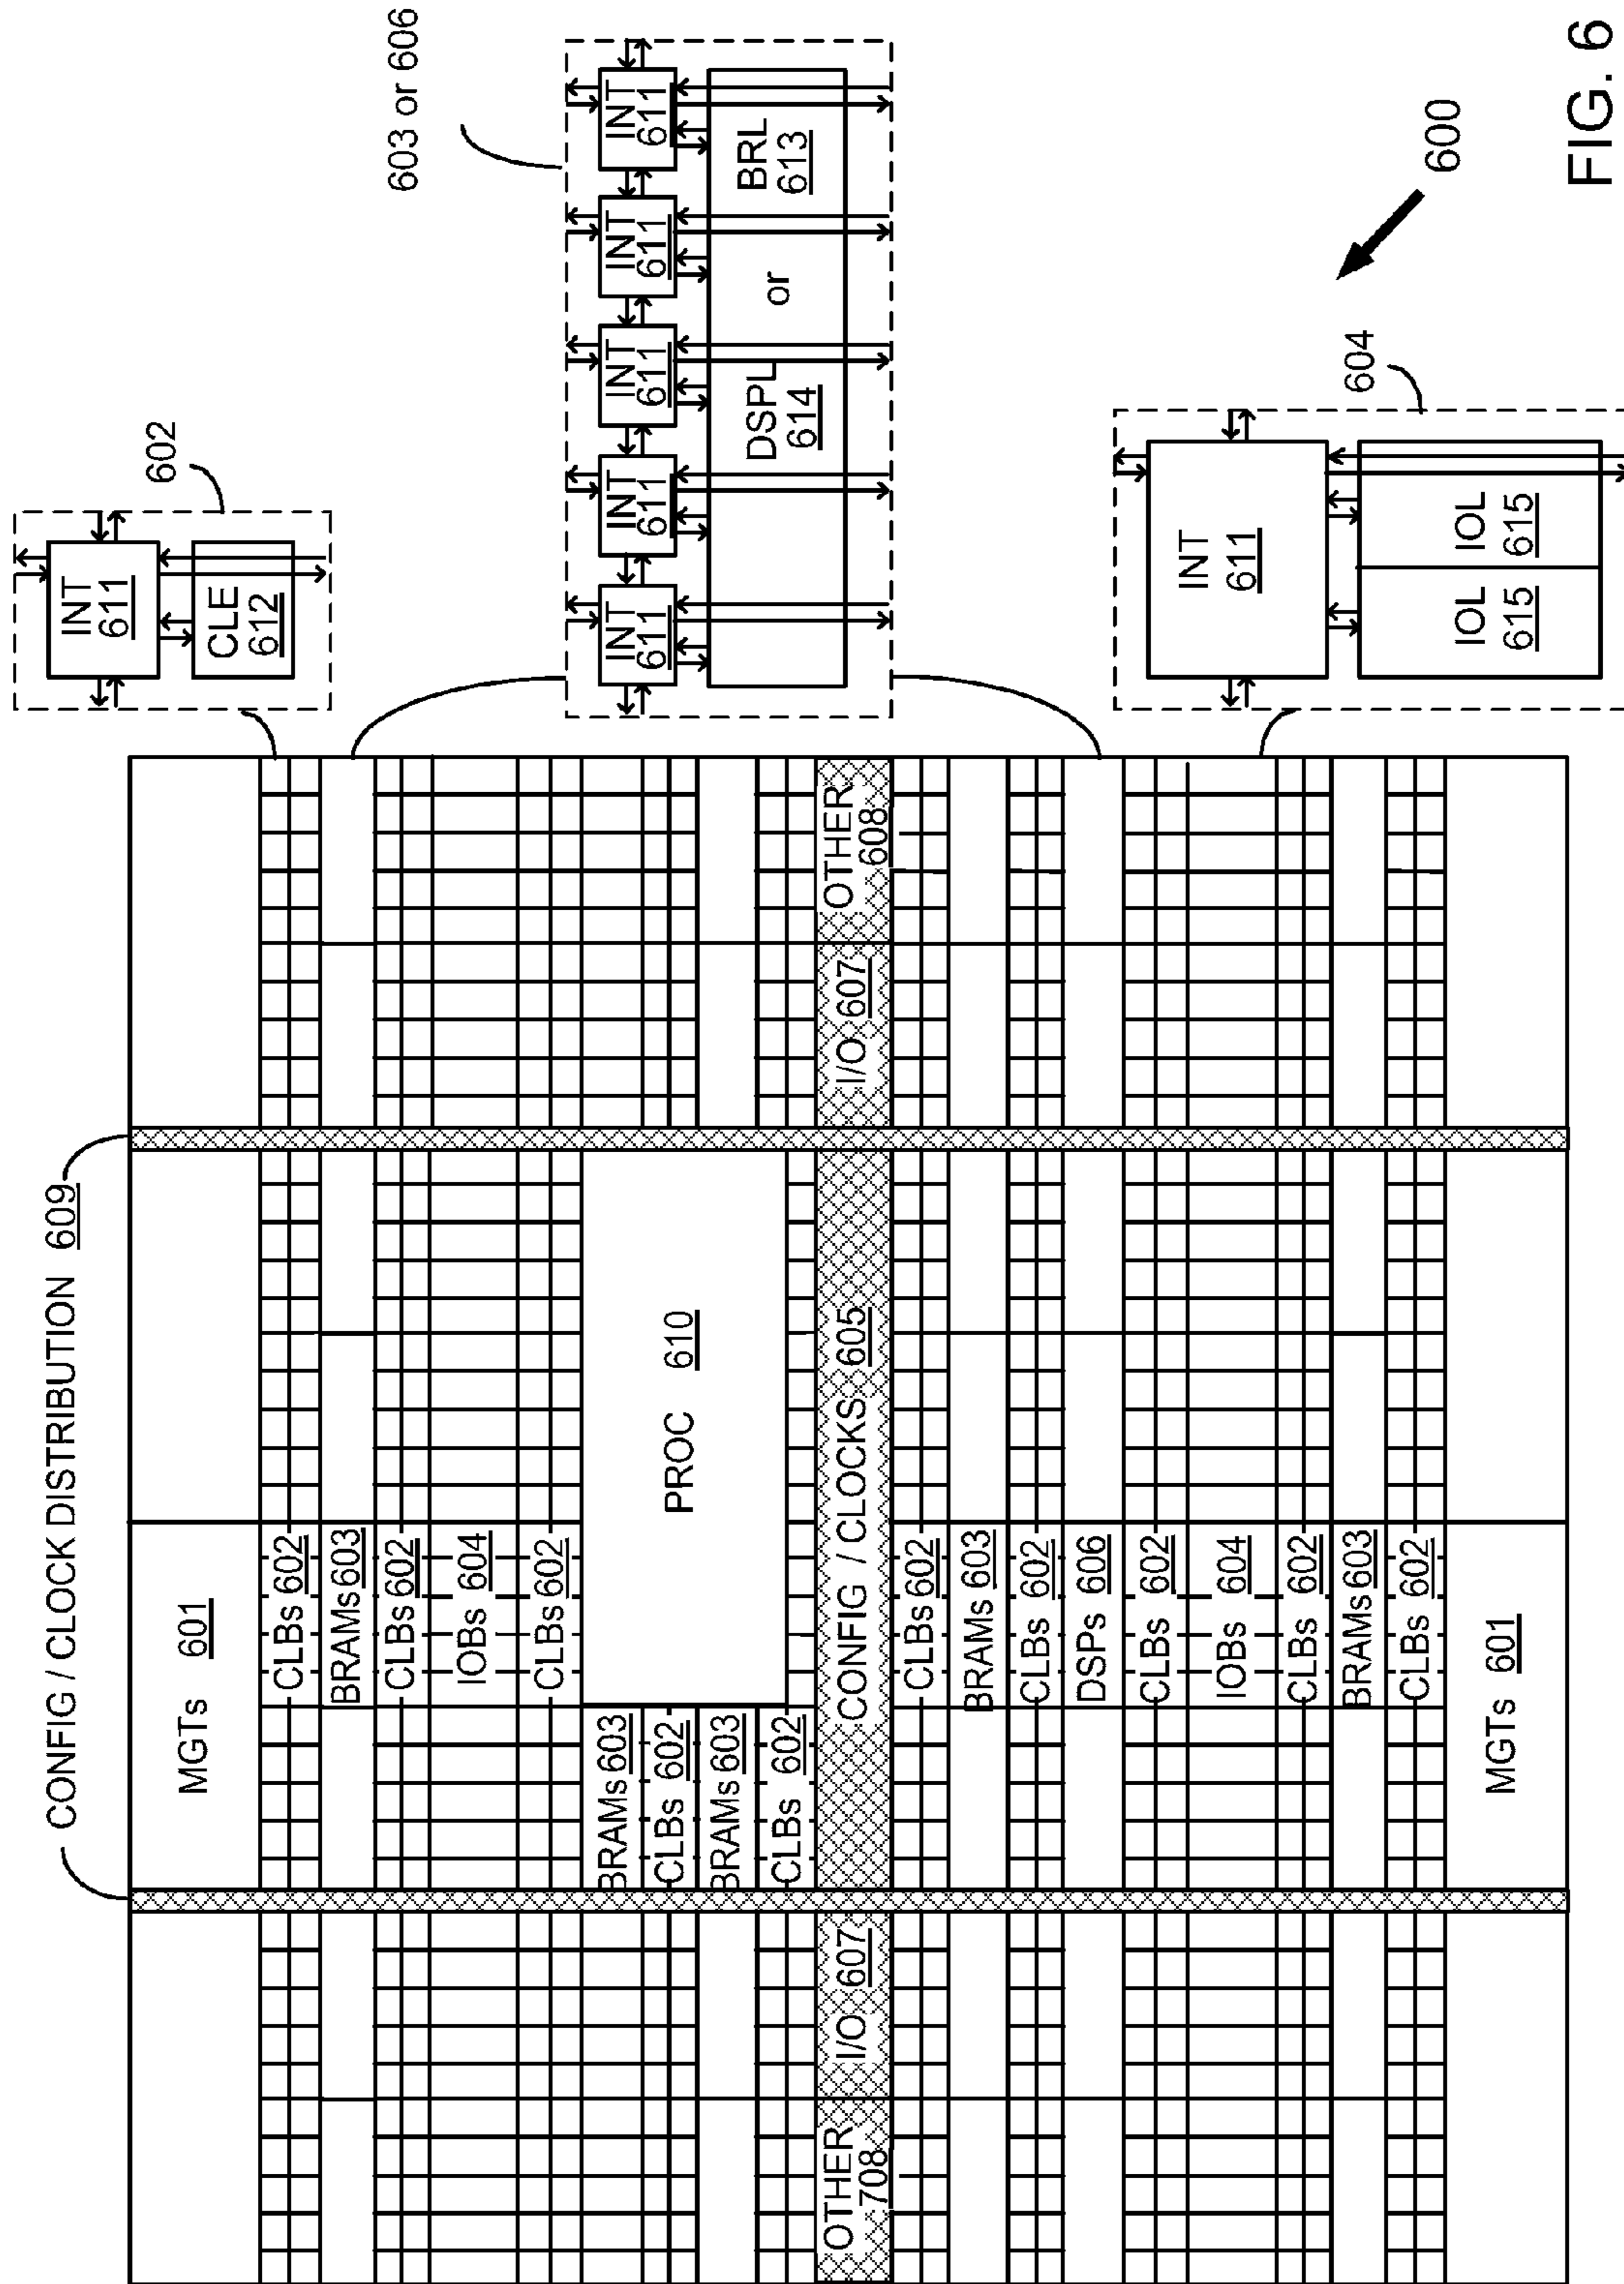 CONFIG / CLOCK DISTRIBUTION 609
MGTs 601
CLBs 602
BRAMs 603
CLBs 602
IOBs 604
CLBs 602
BRAMs 603
CLBs 602
BRAMs 603
CLBs 602
PROC 610
OTHER
708
I/O 607
CONFIG / CLOCKS 605
I/O 607
OTHER
608
CLBs 602
BRAMs 603
CLBs 602
DSPs 606
CLBs 602
IOBs 604
CLBs 602
BRAMs 603
CLBs 602
MGTs 601
602
INT
611
CLE
612
603 or 606
INT
611
INT
611
INT
611
INT
611
INT
611
DSPL
614
or
BRL
613
604
INT
611
IOL
615
IOL
615
600
FIG. 6